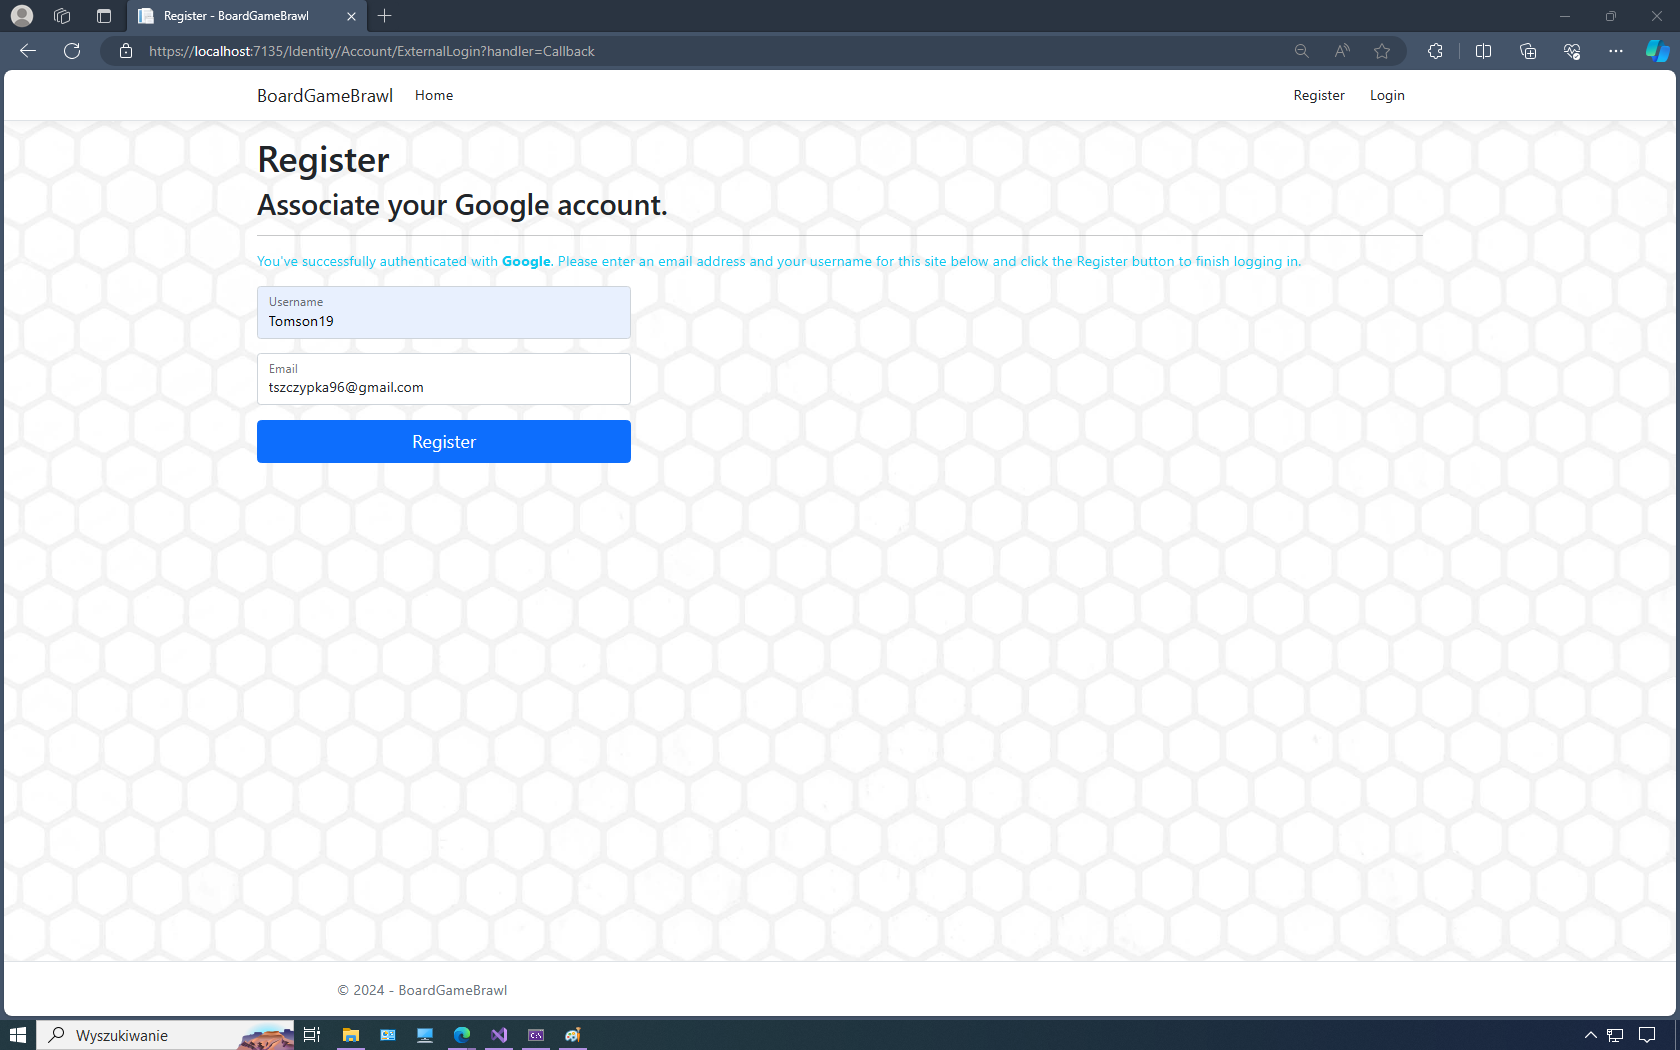 Register - BoardGameBrawl
https://localhost:7135/Identity/Account/ExternalLogin?handler=Callback
BoardGameBrawl Home Register Login
Register
Associate your Google account.
You've successfully authenticated with Google. Please enter an email address and your username for this site below and click the Register button to finish logging in.
Username
Tomson19
Email
tszczypka96@gmail.com
Register
© 2024 - BoardGameBrawl
Wyszukiwanie